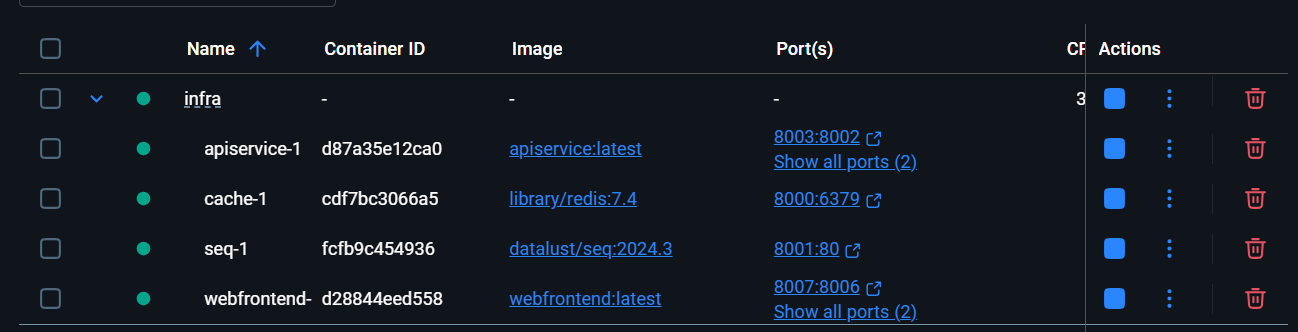 Name Container ID Image Port(s) CP Actions
infra - - - 3
8003:8002
apiservice-1 d87a35e12ca0 apiservice:latest
Show all ports (2)
cache-1 cdf7bc3066a5 library/redis:7.4 8000:6379
seq-1 fcfb9c454936 datalust/seq:2024.3 8001:80
8007:8006
webfrontend- d28844eed558 webfrontend:latest
Show all ports (2)